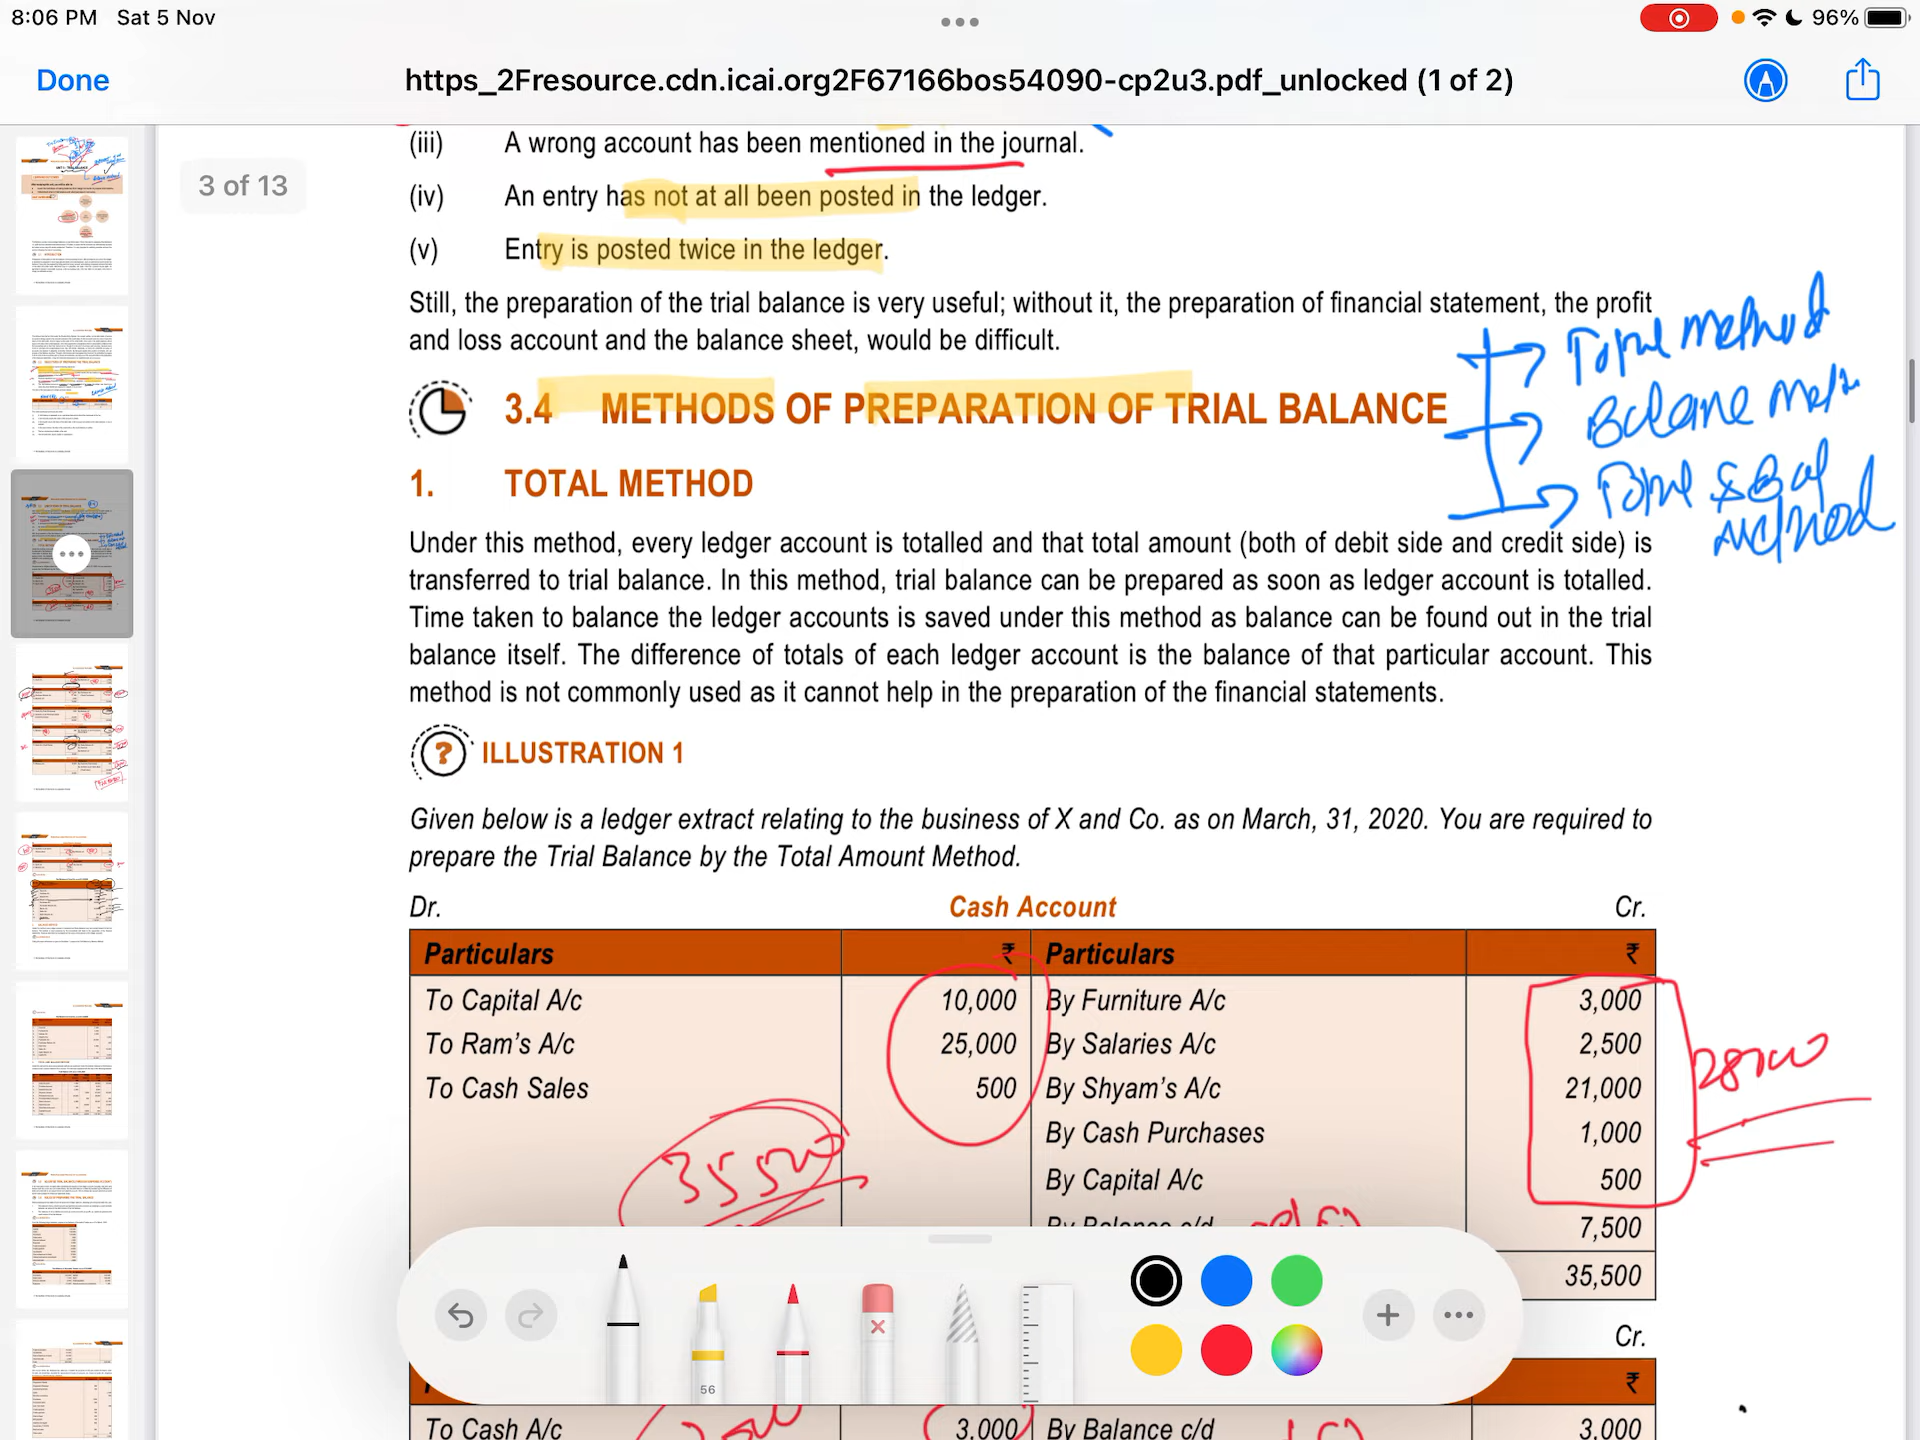 8:06 PM Sat 5 Nov
96%
Done
https_2Fresource.cdn.icai.org2F67166bos54090-cp2u3.pdf_unlocked (1 of 2)
3 of 13
(iii) A wrong account has been mentioned in the journal.
(iv) An entry has not at all been posted in the ledger.
(v) Entry is posted twice in the ledger.
Still, the preparation of the trial balance is very useful; without it, the preparation of financial statement, the profit
and loss account and the balance sheet, would be difficult.
Total method
3.4 METHODS OF PREPARATION OF TRIAL BALANCE
1. TOTAL METHOD
method
Under this method, every ledger account is totalled and that total amount (both of debit side and credit side) is
transferred to trial balance. In this method, trial balance can be prepared as soon as ledger account is totalled.
Time taken to balance the ledger accounts is saved under this method as balance can be found out in the trial
balance itself. The difference of totals of each ledger account is the balance of that particular account. This
method is not commonly used as it cannot help in the preparation of the financial statements.
? ILLUSTRATION 1
Given below is a ledger extract relating to the business of X and Co. as on March, 31, 2020. You are required to
prepare the Trial Balance by the Total Amount Method.
Dr. Cash Account Cr.
Particulars ₹ Particulars ₹
To Capital A/c 10,000 By Furniture A/c 3,000
To Ram's A/c 25,000 By Salaries A/c 2,500
To Cash Sales 500 By Shyam's A/c 21,000
By Cash Purchases 1,000
35500
By Capital A/c 500
By Balance c/d 7,500
35,500
Cr.
₹
56
To Cash A/c 3,000 By Balance c/d 3,000